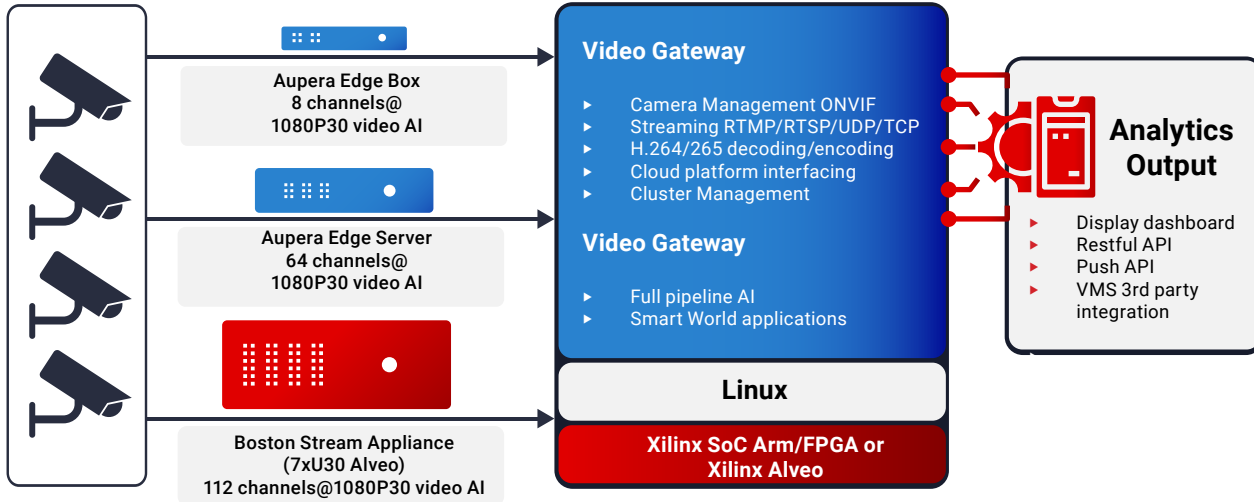 Aupera Edge Box
8 channels@
1080P30 video AI
Aupera Edge Server
64 channels@
1080P30 video AI
Boston Stream Appliance
(7xU30 Alveo)
112 channels@1080P30 video AI
Video Gateway
Camera Management ONVIF
Streaming RTMP/RTSP/UDP/TCP
H.264/265 decoding/encoding
Cloud platform interfacing
Cluster Management
Video Gateway
Full pipeline AI
Smart World applications
Linux
Xilinx SoC Arm/FPGA or
Xilinx Alveo
Analytics
Output
Display dashboard
Restful API
Push API
VMS 3rd party
integration